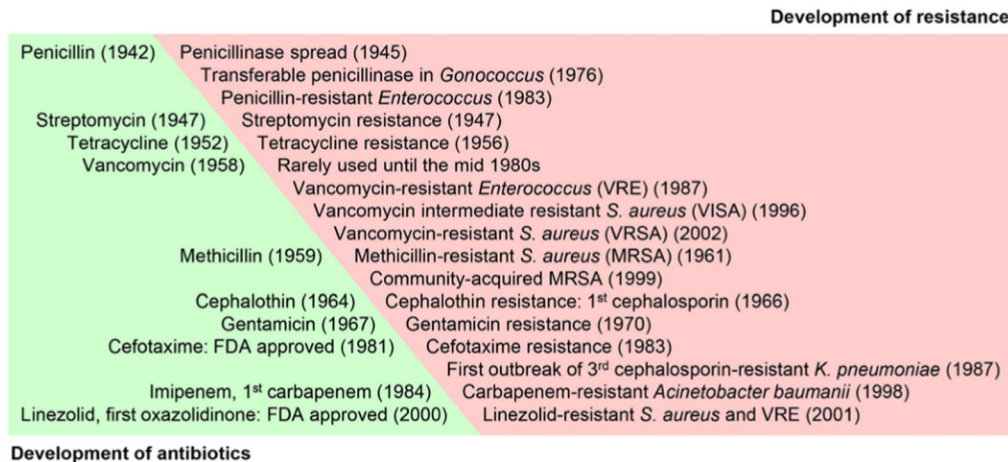 Development of resistance
Penicillin (1942) Penicillinase spread (1945)
Transferable penicillinase in Gonococcus (1976)
Penicillin-resistant Enterococcus (1983)
Streptomycin (1947) Streptomycin resistance (1947)
Tetracycline (1952) Tetracycline resistance (1956)
Vancomycin (1958) Rarely used until the mid 1980s
Vancomycin-resistant Enterococcus (VRE) (1987)
Vancomycin intermediate resistant S. aureus (VISA) (1996)
Vancomycin-resistant S. aureus (VRSA) (2002)
Methicillin (1959) Methicillin-resistant S. aureus (MRSA) (1961)
Community-acquired MRSA (1999)
Cephalothin (1964) Cephalothin resistance: 1st cephalosporin (1966)
Gentamicin (1967) Gentamicin resistance (1970)
Cefotaxime: FDA approved (1981) Cefotaxime resistance (1983)
First outbreak of 3rd cephalosporin-resistant K. pneumoniae (1987)
Imipenem, 1st carbapenem (1984) Carbapenem-resistant Acinetobacter baumanii (1998)
Linezolid, first oxazolidinone: FDA approved (2000) Linezolid-resistant S. aureus and VRE (2001)
Development of antibiotics